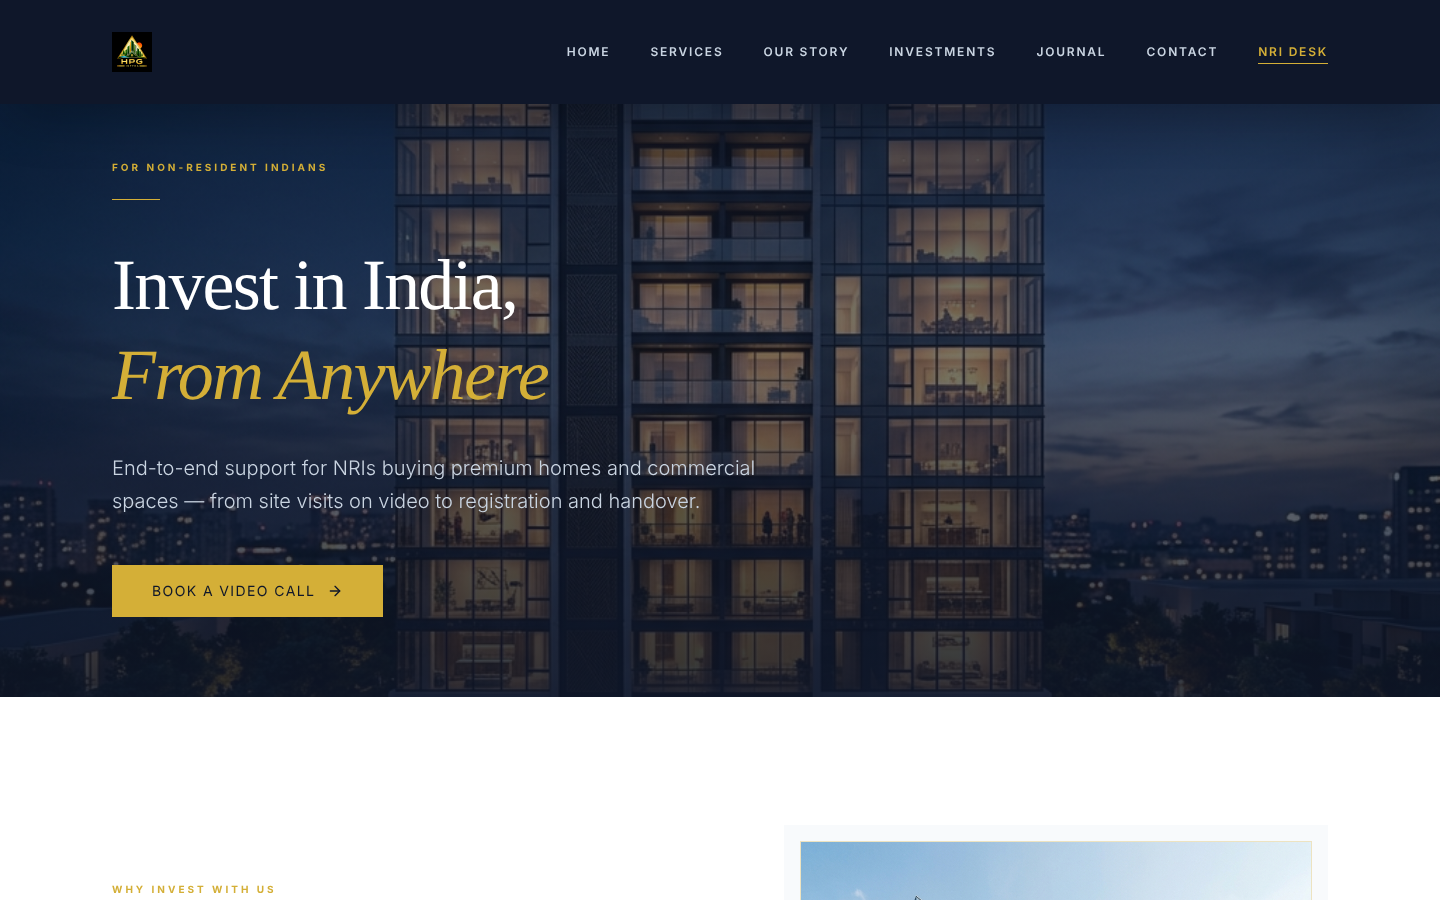 HPG
HOME
SERVICES
OUR STORY
INVESTMENTS
JOURNAL
CONTACT
NRI DESK
FOR NON-RESIDENT INDIANS
Invest in India,
From Anywhere
End-to-end support for NRIs buying premium homes and commercial
spaces — from site visits on video to registration and handover.
BOOK A VIDEO CALL →
WHY INVEST WITH US